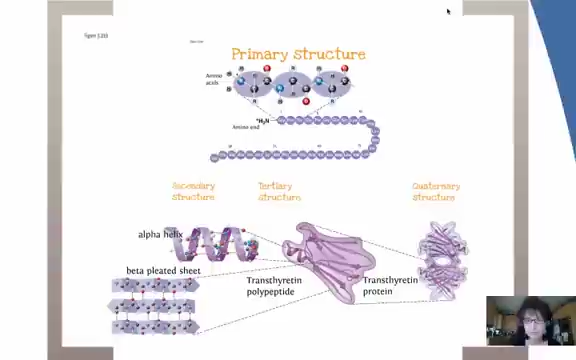 Primary structure
Amino
acids
⁺H₃N
Amino end
Secondary
Structure
Tertiary
Structure
Quaternary
Structure
alpha helix
beta pleated sheet
Transthyretin
polypeptide
Transthyretin
protein